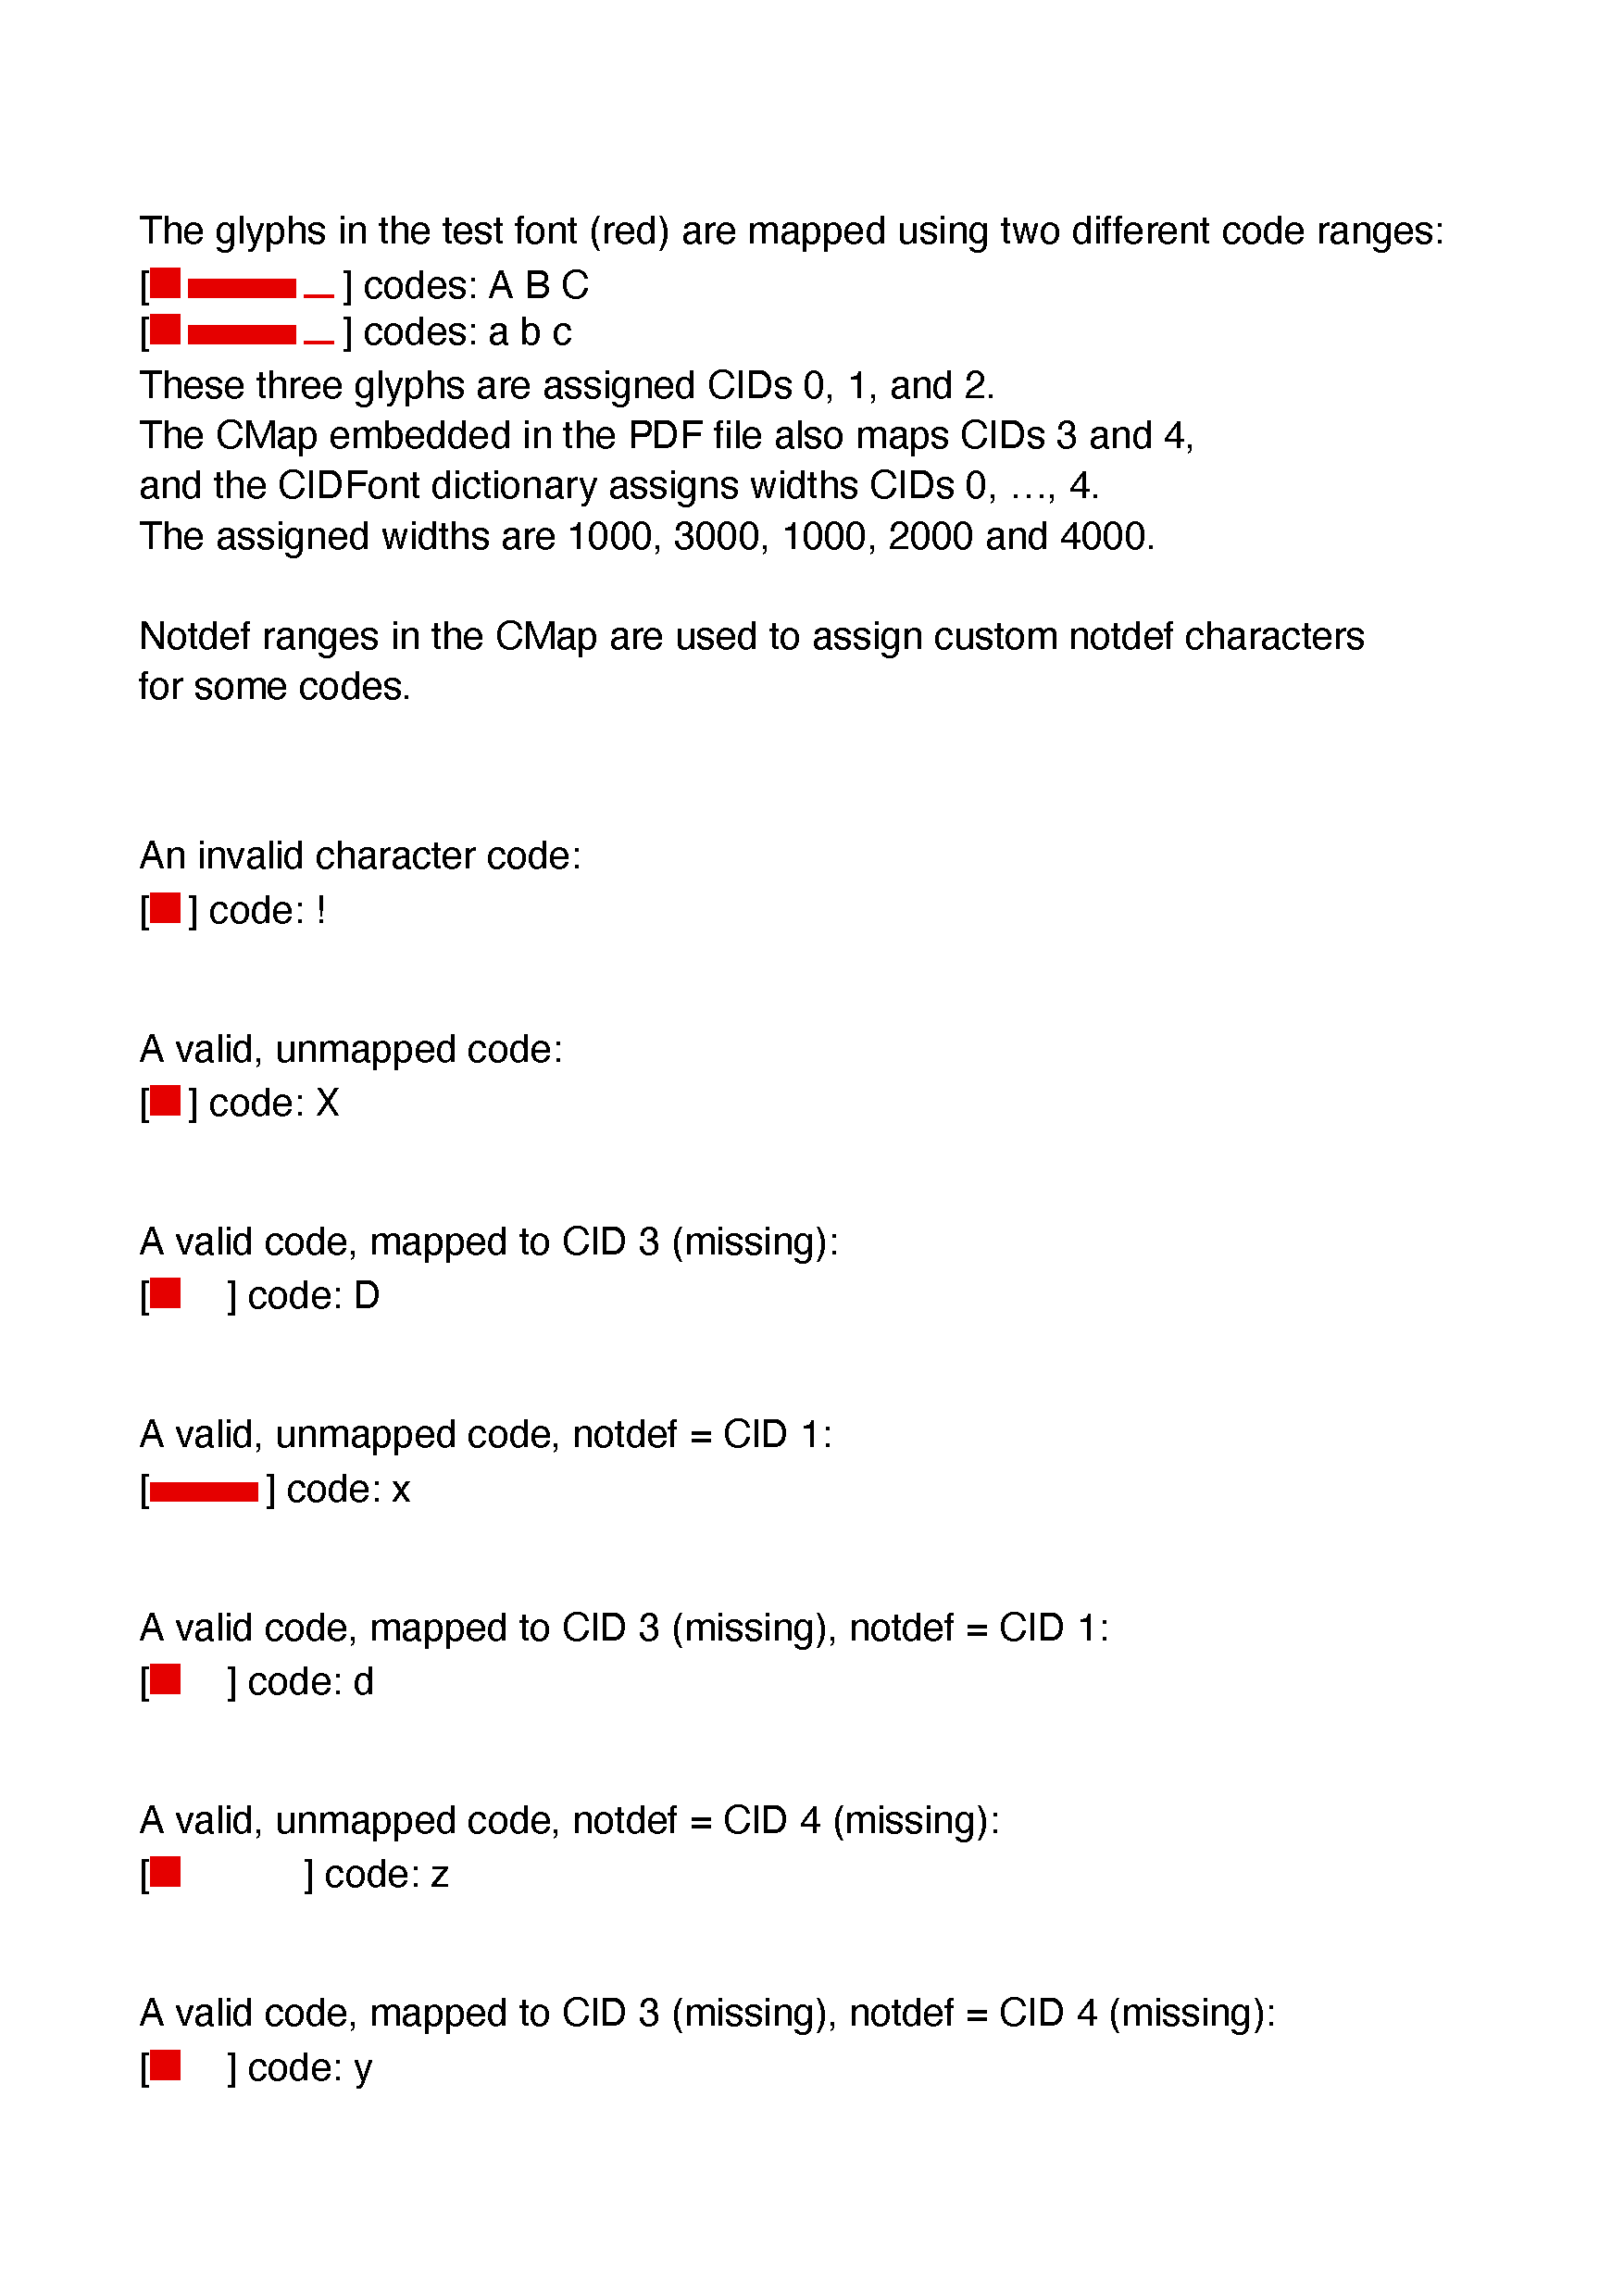 The glyphs in the test font (red) are mapped using two different code ranges:
[ ] codes: A B C
[ ] codes: a b c
These three glyphs are assigned CIDs 0, 1, and 2.
The CMap embedded in the PDF file also maps CIDs 3 and 4,
and the CIDFont dictionary assigns widths CIDs 0, …, 4.
The assigned widths are 1000, 3000, 1000, 2000 and 4000.
Notdef ranges in the CMap are used to assign custom notdef characters
for some codes.
An invalid character code:
[ ] code: !
A valid, unmapped code:
[ ] code: X
A valid code, mapped to CID 3 (missing):
[ ] code: D
A valid, unmapped code, notdef = CID 1:
[ ] code: x
A valid code, mapped to CID 3 (missing), notdef = CID 1:
[ ] code: d
A valid, unmapped code, notdef = CID 4 (missing):
[ ] code: z
A valid code, mapped to CID 3 (missing), notdef = CID 4 (missing):
[ ] code: y